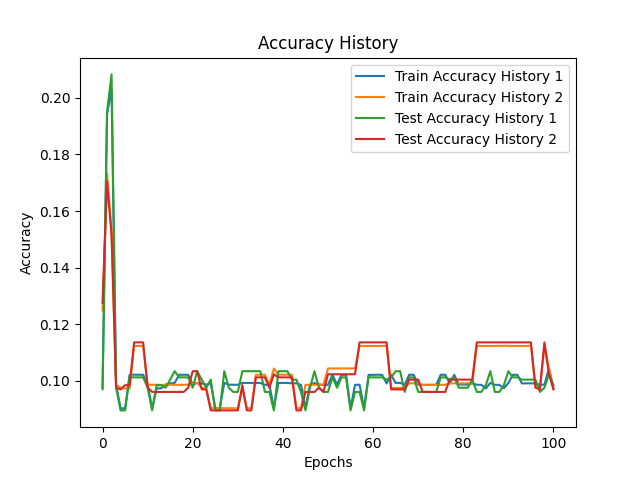 Accuracy History
Train Accuracy History 1
Train Accuracy History 2
Test Accuracy History 1
Test Accuracy History 2
Accuracy
0.20
0.18
0.16
0.14
0.12
0.10
0 20 40 60 80 100
Epochs